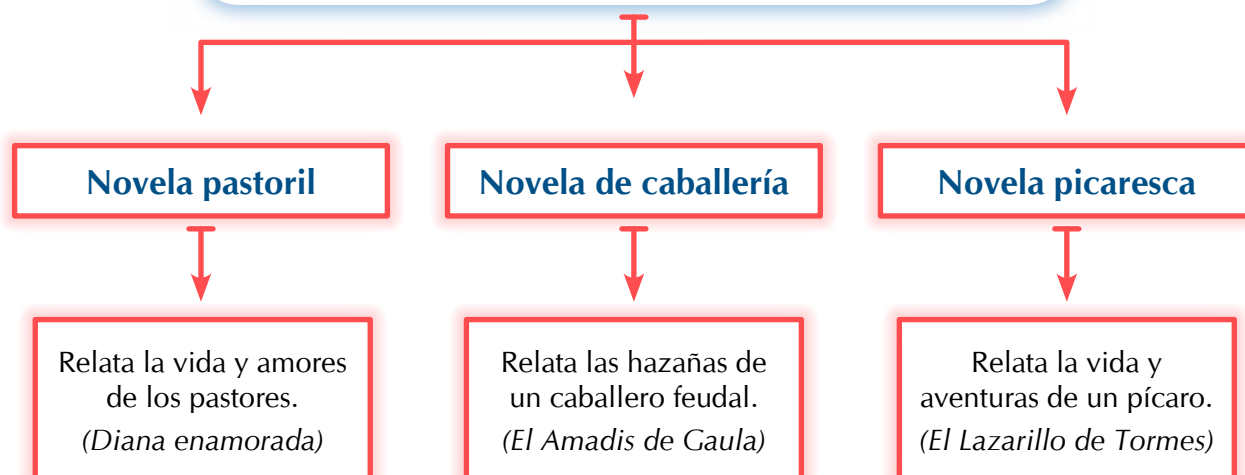 Novela pastoril
Relata la vida y amores
de los pastores.
(Diana enamorada)
Novela de caballería
Relata las hazañas de
un caballero feudal.
(El Amadis de Gaula)
Novela picaresca
Relata la vida y
aventuras de un pícaro.
(El Lazarillo de Tormes)